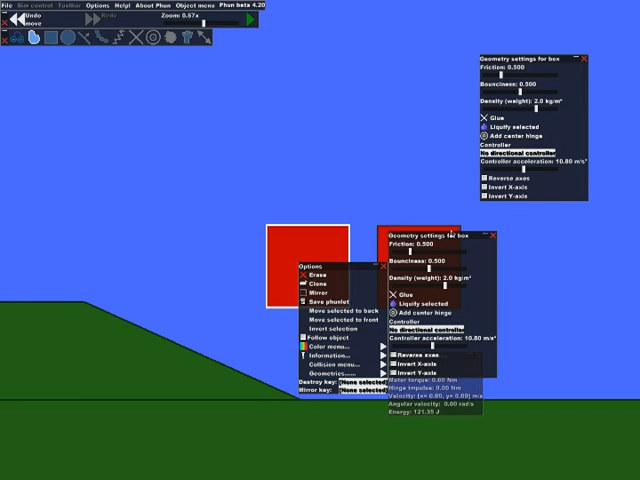 File Sim control Toolbar Options Help! About Phun Object menu Phun beta 4.20
Undo
move
Redo
Zoom: 0.57x
Geometry settings for box
Friction: 0.500
Bounciness: 0.500
Density (weight): 2.0 kg/m²
Glue
Liquify selected
Add center hinge
Controller
No directional controller
Controller acceleration: 10.80 m/s²
Reverse axes
Invert X-axis
Invert Y-axis
Options
Erase
Clone
Mirror
Save phunlet
Move selected to back
Move selected to front
Invert selection
Follow object
Color menu...
Information...
Collision menu...
Geometries...
Destroy key: [None selected]
Mirror key: [None selected]
Geometry settings for box
Friction: 0.500
Bounciness: 0.500
Density (weight): 2.0 kg/m²
Glue
Liquify selected
Add center hinge
Controller
No directional controller
Controller acceleration: 10.80 m/s²
Reverse axes
Invert X-axis
Invert Y-axis
Motor torque: 0.00 Nm
Hinge impulse: 0.00 Nm
Velocity: (x= 0.00, y= 0.00) m/s
Angular velocity: 0.00 rad/s
Energy: 121.35 J